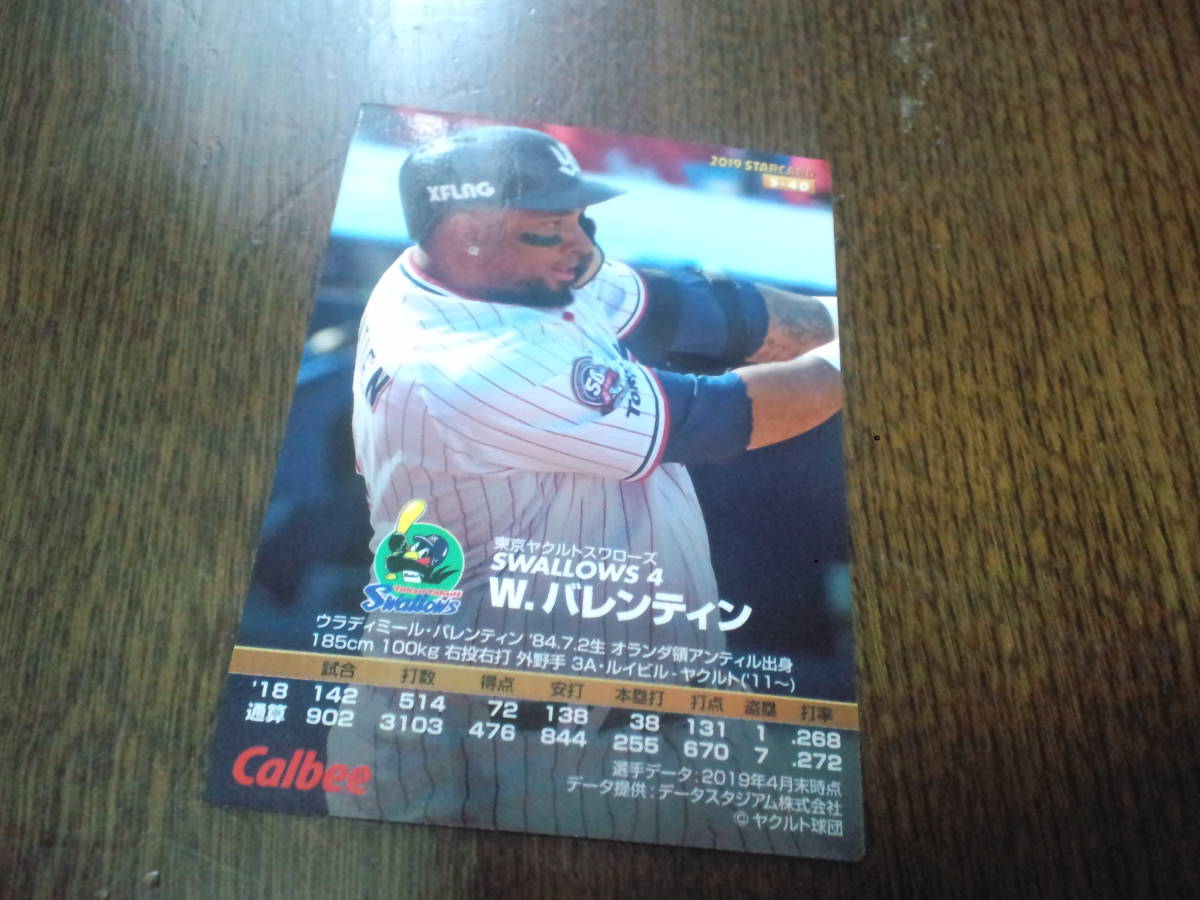 2019 STARCARD
S-40
XFLAG
EN
50
TOKYO
東京ヤクルトスワローズ
SWALLOWS 4
W.バレンティン
Tokyo Yakult
Swallows
ウラディミール・バレンティン '84.7.2生 オランダ領アンティル出身
185cm 100kg 右投右打 外野手 3A・ルイビル-ヤクルト('11〜)
試合 打数 得点 安打 本塁打 打点 盗塁 打率
'18 142 514 72 138 38 131 1 .268
通算 902 3103 476 844 255 670 7 .272
Calbee
選手データ:2019年4月末時点
データ提供:データスタジアム株式会社
© ヤクルト球団